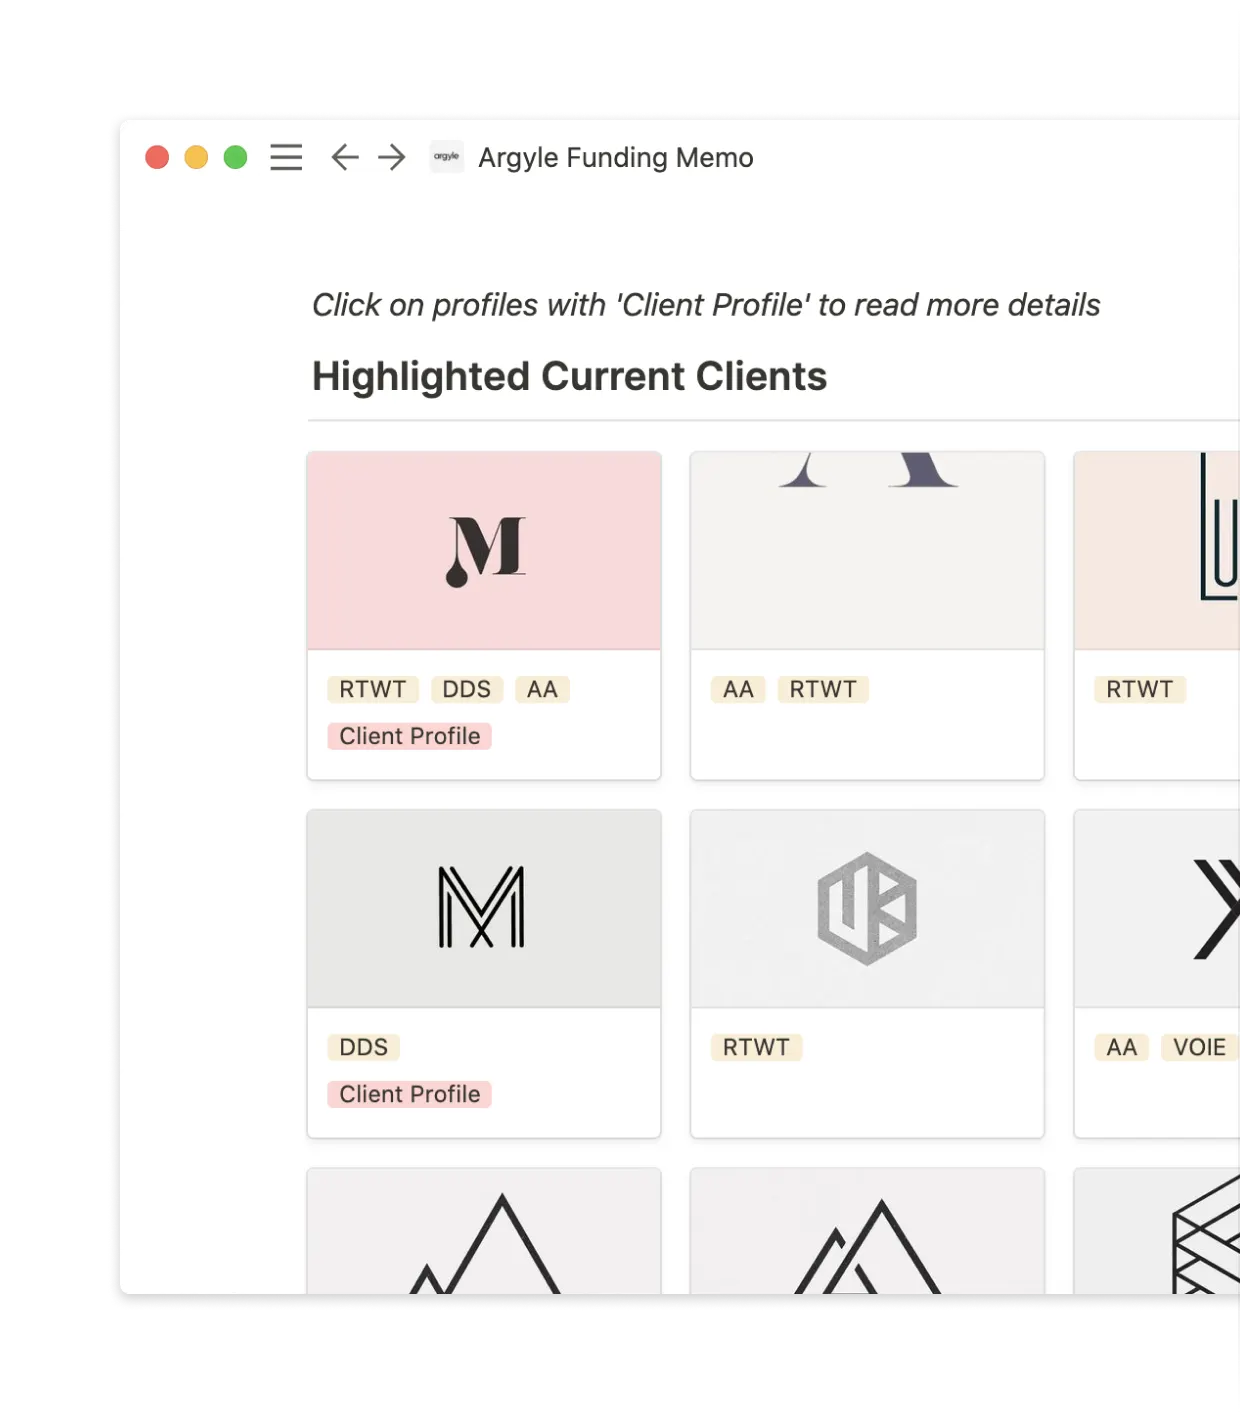 argyle Argyle Funding Memo
Click on profiles with 'Client Profile' to read more details
Highlighted Current Clients
M
RTWT DDS AA
Client Profile
AA RTWT
RTWT
M
DDS
Client Profile
RTWT
AA VOIE